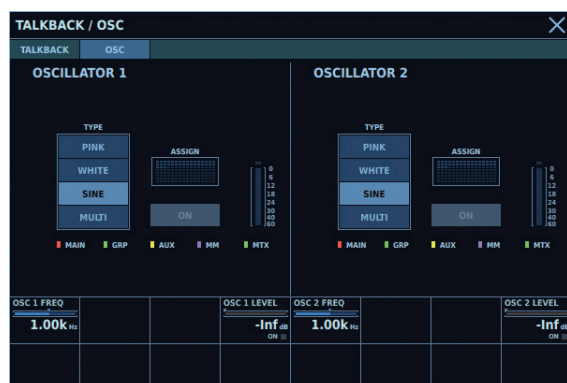 TALKBACK / OSC
TALKBACK OSC
OSCILLATOR 1
TYPE
PINK
WHITE
SINE
MULTI
ASSIGN
ON
0
6
12
18
24
30
40
60
MAIN GRP AUX MM MTX
OSCILLATOR 2
TYPE
PINK
WHITE
SINE
MULTI
ASSIGN
ON
0
6
12
18
24
30
40
60
MAIN GRP AUX MM MTX
OSC 1 FREQ
1.00k Hz
OSC 1 LEVEL
-Inf dB
ON
OSC 2 FREQ
1.00k Hz
OSC 2 LEVEL
-Inf dB
ON